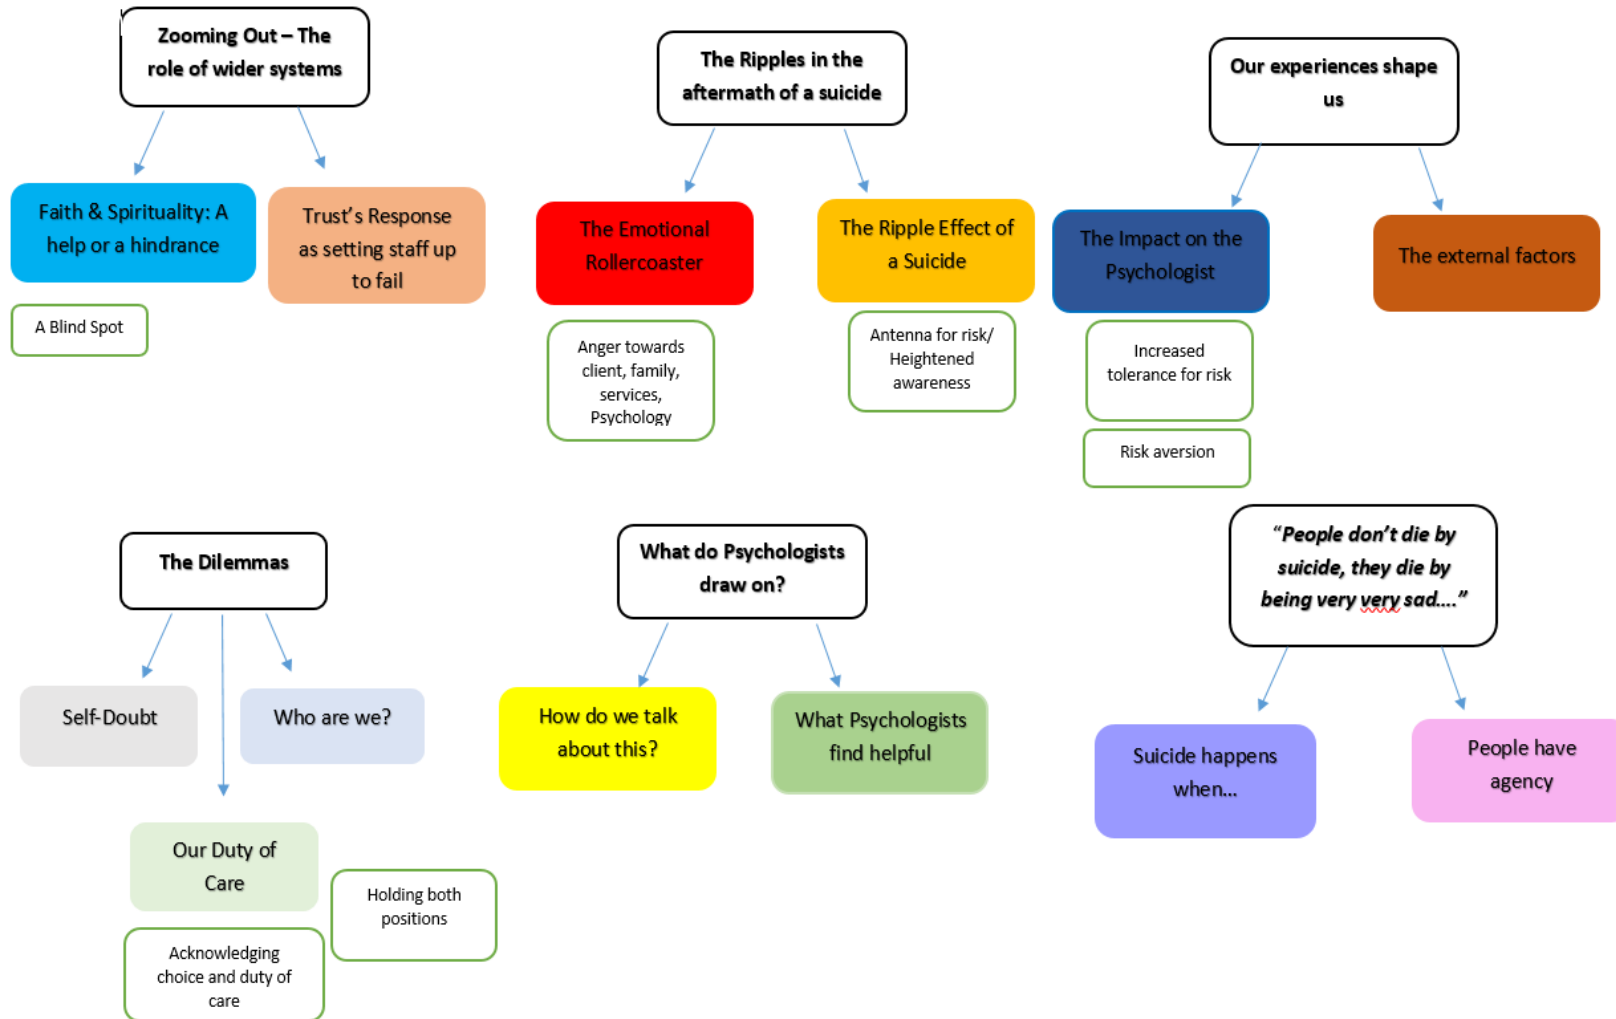 Zooming Out – The
role of wider systems
Faith & Spirituality: A
help or a hindrance
A Blind Spot
Trust's Response
as setting staff up
to fail
The Ripples in the
aftermath of a suicide
The Emotional
Rollercoaster
Anger towards
client, family,
services,
Psychology
The Ripple Effect of
a Suicide
Antenna for risk/
Heightened
awareness
Our experiences shape
us
The Impact on the
Psychologist
Increased
tolerance for risk
Risk aversion
The external factors
The Dilemmas
Self-Doubt
Who are we?
Our Duty of
Care
Holding both
positions
Acknowledging
choice and duty of
care
What do Psychologists
draw on?
How do we talk
about this?
What Psychologists
find helpful
“People don't die by
suicide, they die by
being very very sad....”
Suicide happens
when...
People have
agency